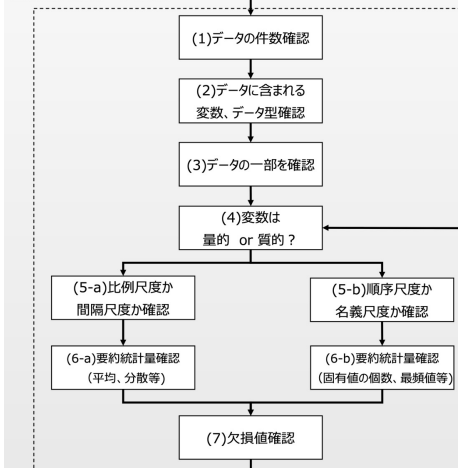 (1)データの件数確認
(2)データに含まれる
変数、データ型確認
(3)データの一部を確認
(4)変数は
量的 or 質的？
(5-a)比例尺度か
間隔尺度か確認
(5-b)順序尺度か
名義尺度か確認
(6-a)要約統計量確認
（平均、分散等)
(6-b)要約統計量確認
（固有値の個数、最頻値等)
(7)欠損値確認